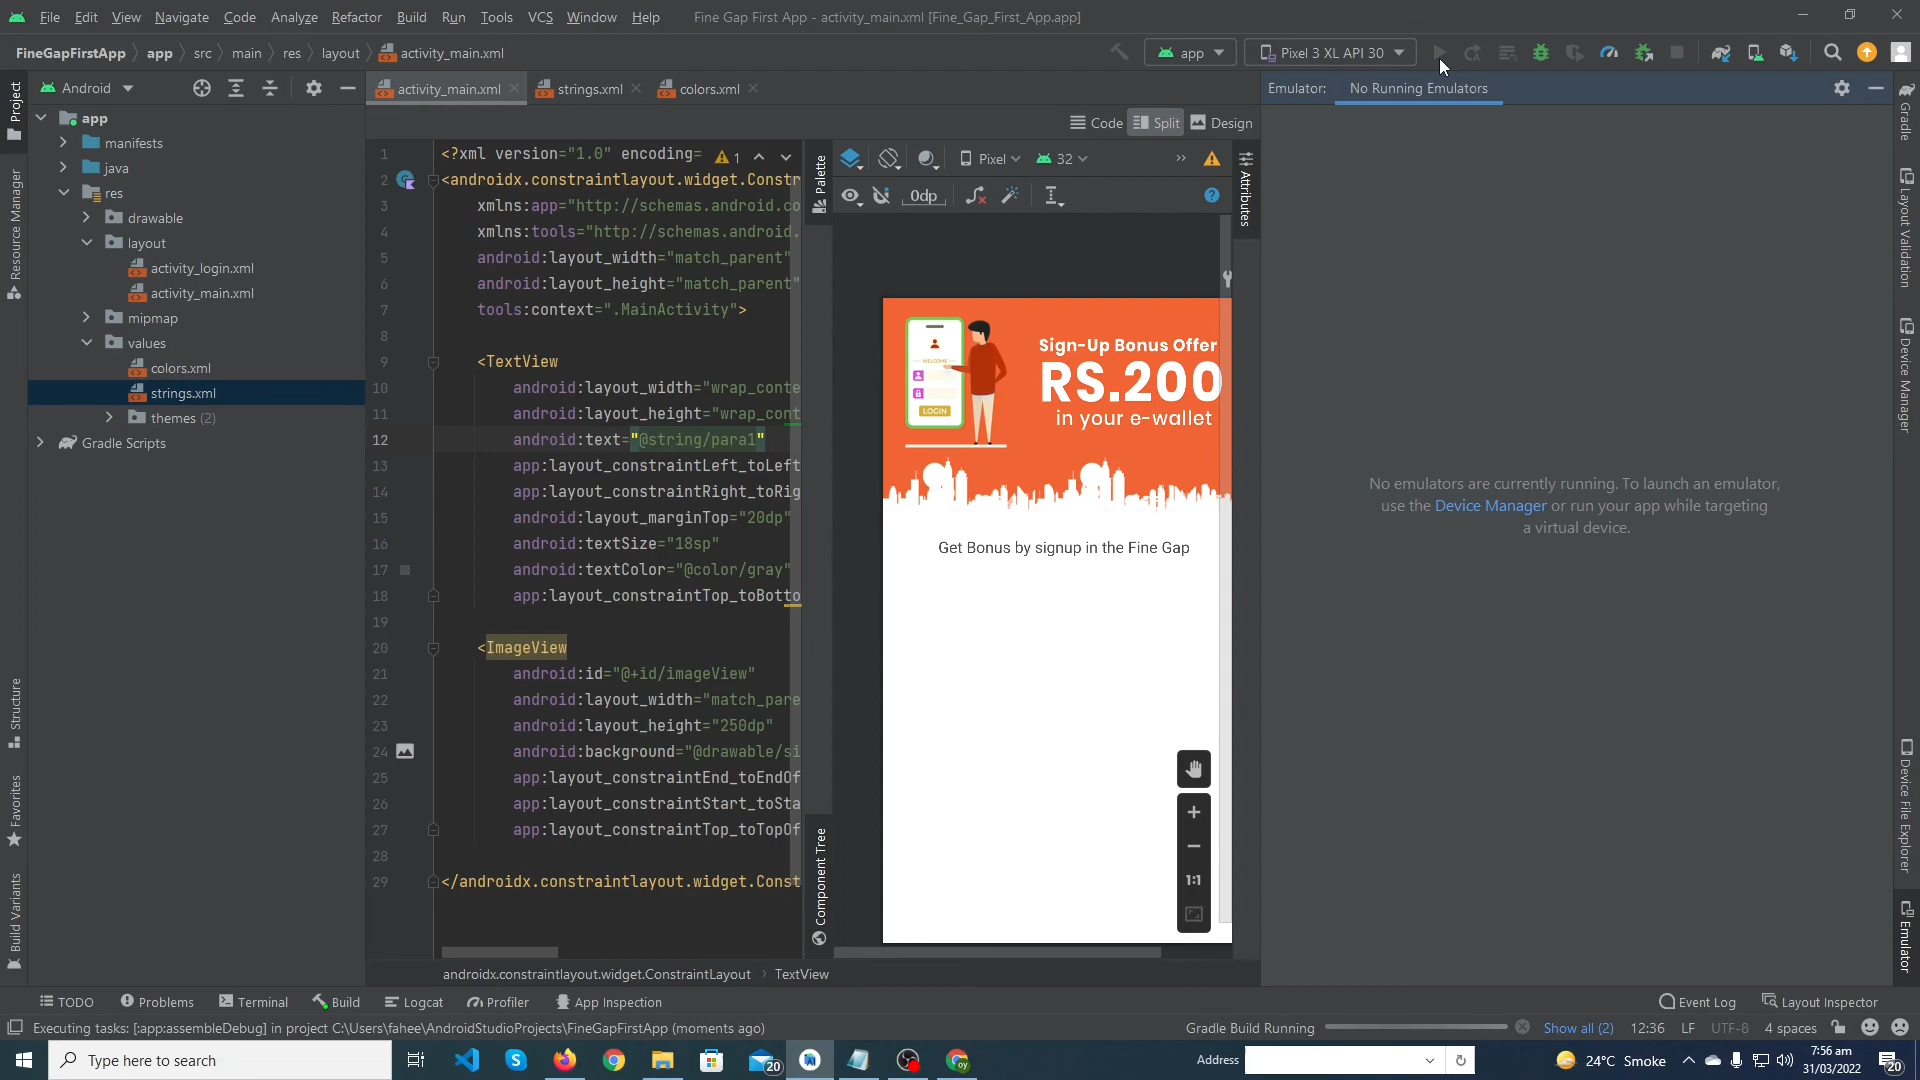 File Edit View Navigate Code Analyze Refactor Build Run Tools VCS Window Help Fine Gap First App - activity_main.xml [Fine_Gap_First_App.app]
FineGapFirstApp app src main res layout activity_main.xml app Pixel 3 XL API 30
Android activity_main.xml strings.xml colors.xml Emulator: No Running Emulators
Code Split Design
Project
Resource Manager
Structure
Favorites
Build Variants
app
manifests
java
res
drawable
layout
activity_login.xml
activity_main.xml
mipmap
values
colors.xml
strings.xml
themes (2)
Gradle Scripts
1 <?xml version="1.0" encoding= 1
2 <androidx.constraintlayout.widget.Constr
3 xmlns:app="http://schemas.android.co
4 xmlns:tools="http://schemas.android.
5 android:layout_width="match_parent"
6 android:layout_height="match_parent"
7 tools:context=".MainActivity">
8
9 <TextView
10 android:layout_width="wrap_conte
11 android:layout_height="wrap_cont
12 android:text="@string/para1"
13 app:layout_constraintLeft_toLeft
14 app:layout_constraintRight_toRig
15 android:layout_marginTop="20dp"
16 android:textSize="18sp"
17 android:textColor="@color/gray"
18 app:layout_constraintTop_toBotto
19
20 <ImageView
21 android:id="@+id/imageView"
22 android:layout_width="match_pare
23 android:layout_height="250dp"
24 android:background="@drawable/si
25 app:layout_constraintEnd_toEndOf
26 app:layout_constraintStart_toSta
27 app:layout_constraintTop_toTopOf
28
29 </androidx.constraintlayout.widget.Const
androidx.constraintlayout.widget.ConstraintLayout TextView
Palette
Component Tree
Pixel 32
0dp
Attributes
WELCOME
LOGIN
Sign-Up Bonus Offer
RS.200
in your e-wallet
Get Bonus by signup in the Fine Gap
1:1
No emulators are currently running. To launch an emulator,
use the Device Manager or run your app while targeting
a virtual device.
Gradle
Layout Validation
Device Manager
Device File Explorer
Emulator
TODO Problems Terminal Build Logcat Profiler App Inspection Event Log Layout Inspector
Executing tasks: [:app:assembleDebug] in project C:\Users\fahee\AndroidStudioProjects\FineGapFirstApp (moments ago) Gradle Build Running Show all (2) 12:36 LF UTF-8 4 spaces
Type here to search 20 Address 24°C Smoke 7:56 am
31/03/2022 20